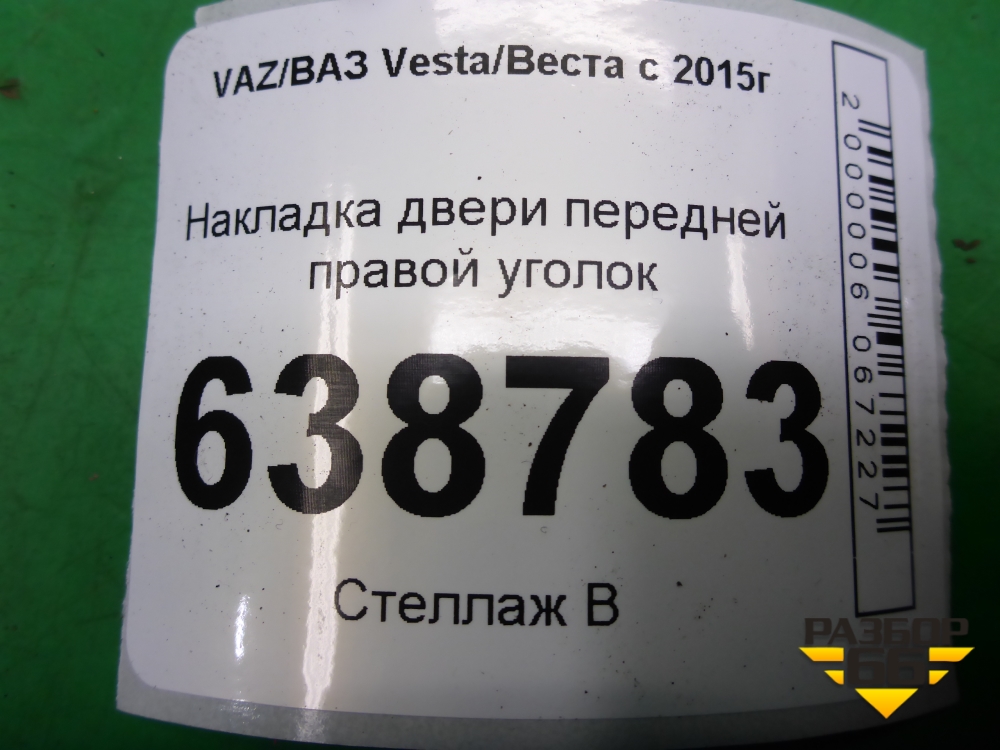 VAZ/ВАЗ Vesta/Веста с 2015г
Накладка двери передней
правой уголок
638783
Стеллаж В
2000006067227
РАЗБОР
66